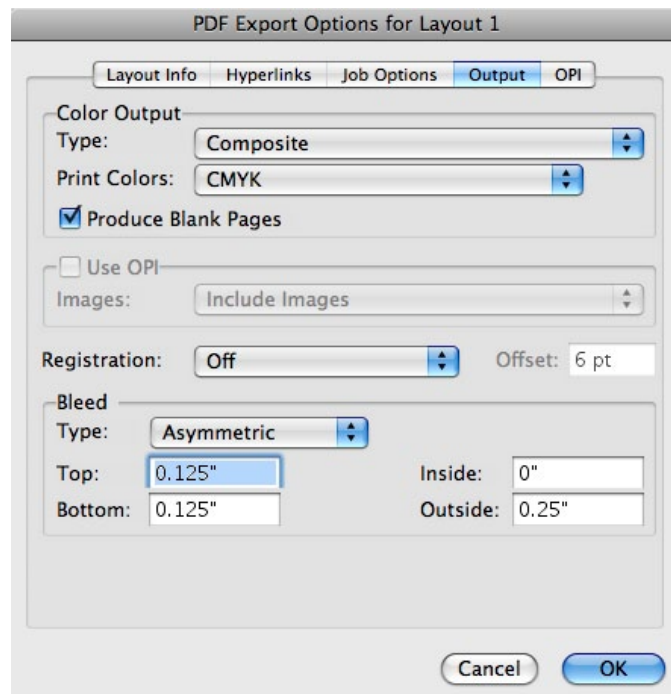 PDF Export Options for Layout 1
Layout Info Hyperlinks Job Options Output OPI
Color Output
Type: Composite
Print Colors: CMYK
Produce Blank Pages
Use OPI
Images: Include Images
Registration: Off Offset: 6 pt
Bleed
Type: Asymmetric
Top: 0.125" Inside: 0"
Bottom: 0.125" Outside: 0.25"
Cancel OK